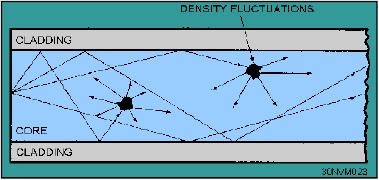 DENSITY FLUCTUATIONS
CLADDING
CORE
CLADDING
30NVM023